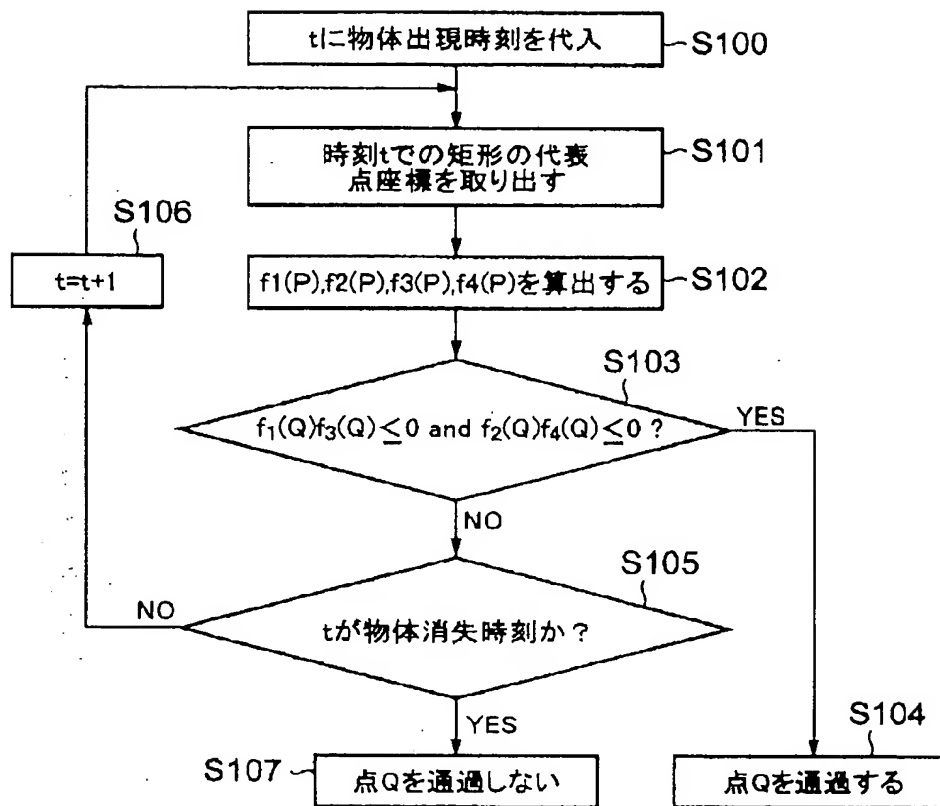 tに物体出現時刻を代入
S100
時刻tでの矩形の代表
点座標を取り出す
S101
S106
t=t+1
f1(P),f2(P),f3(P),f4(P)を算出する
S102
S103
f₁(Q)f₃(Q)≤0 and f₂(Q)f₄(Q)≤0 ?
YES
NO
S105
tが物体消失時刻か？
NO
YES
S104
S107
点Qを通過しない
点Qを通過する